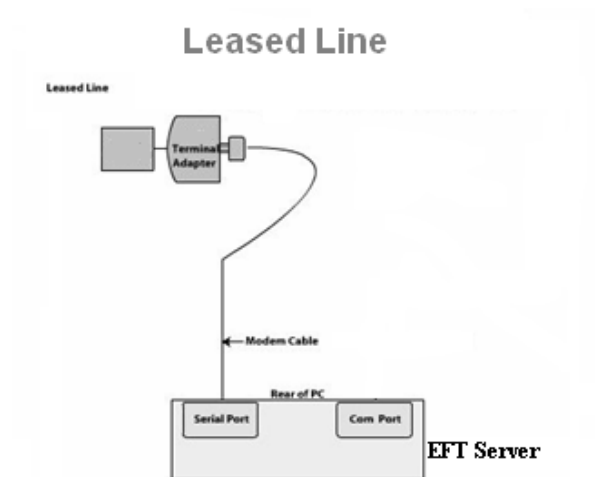 Leased Line
Leased Line
Terminal
Adapter
Modem Cable
Rear of PC
Serial Port
Com Port
EFT Server